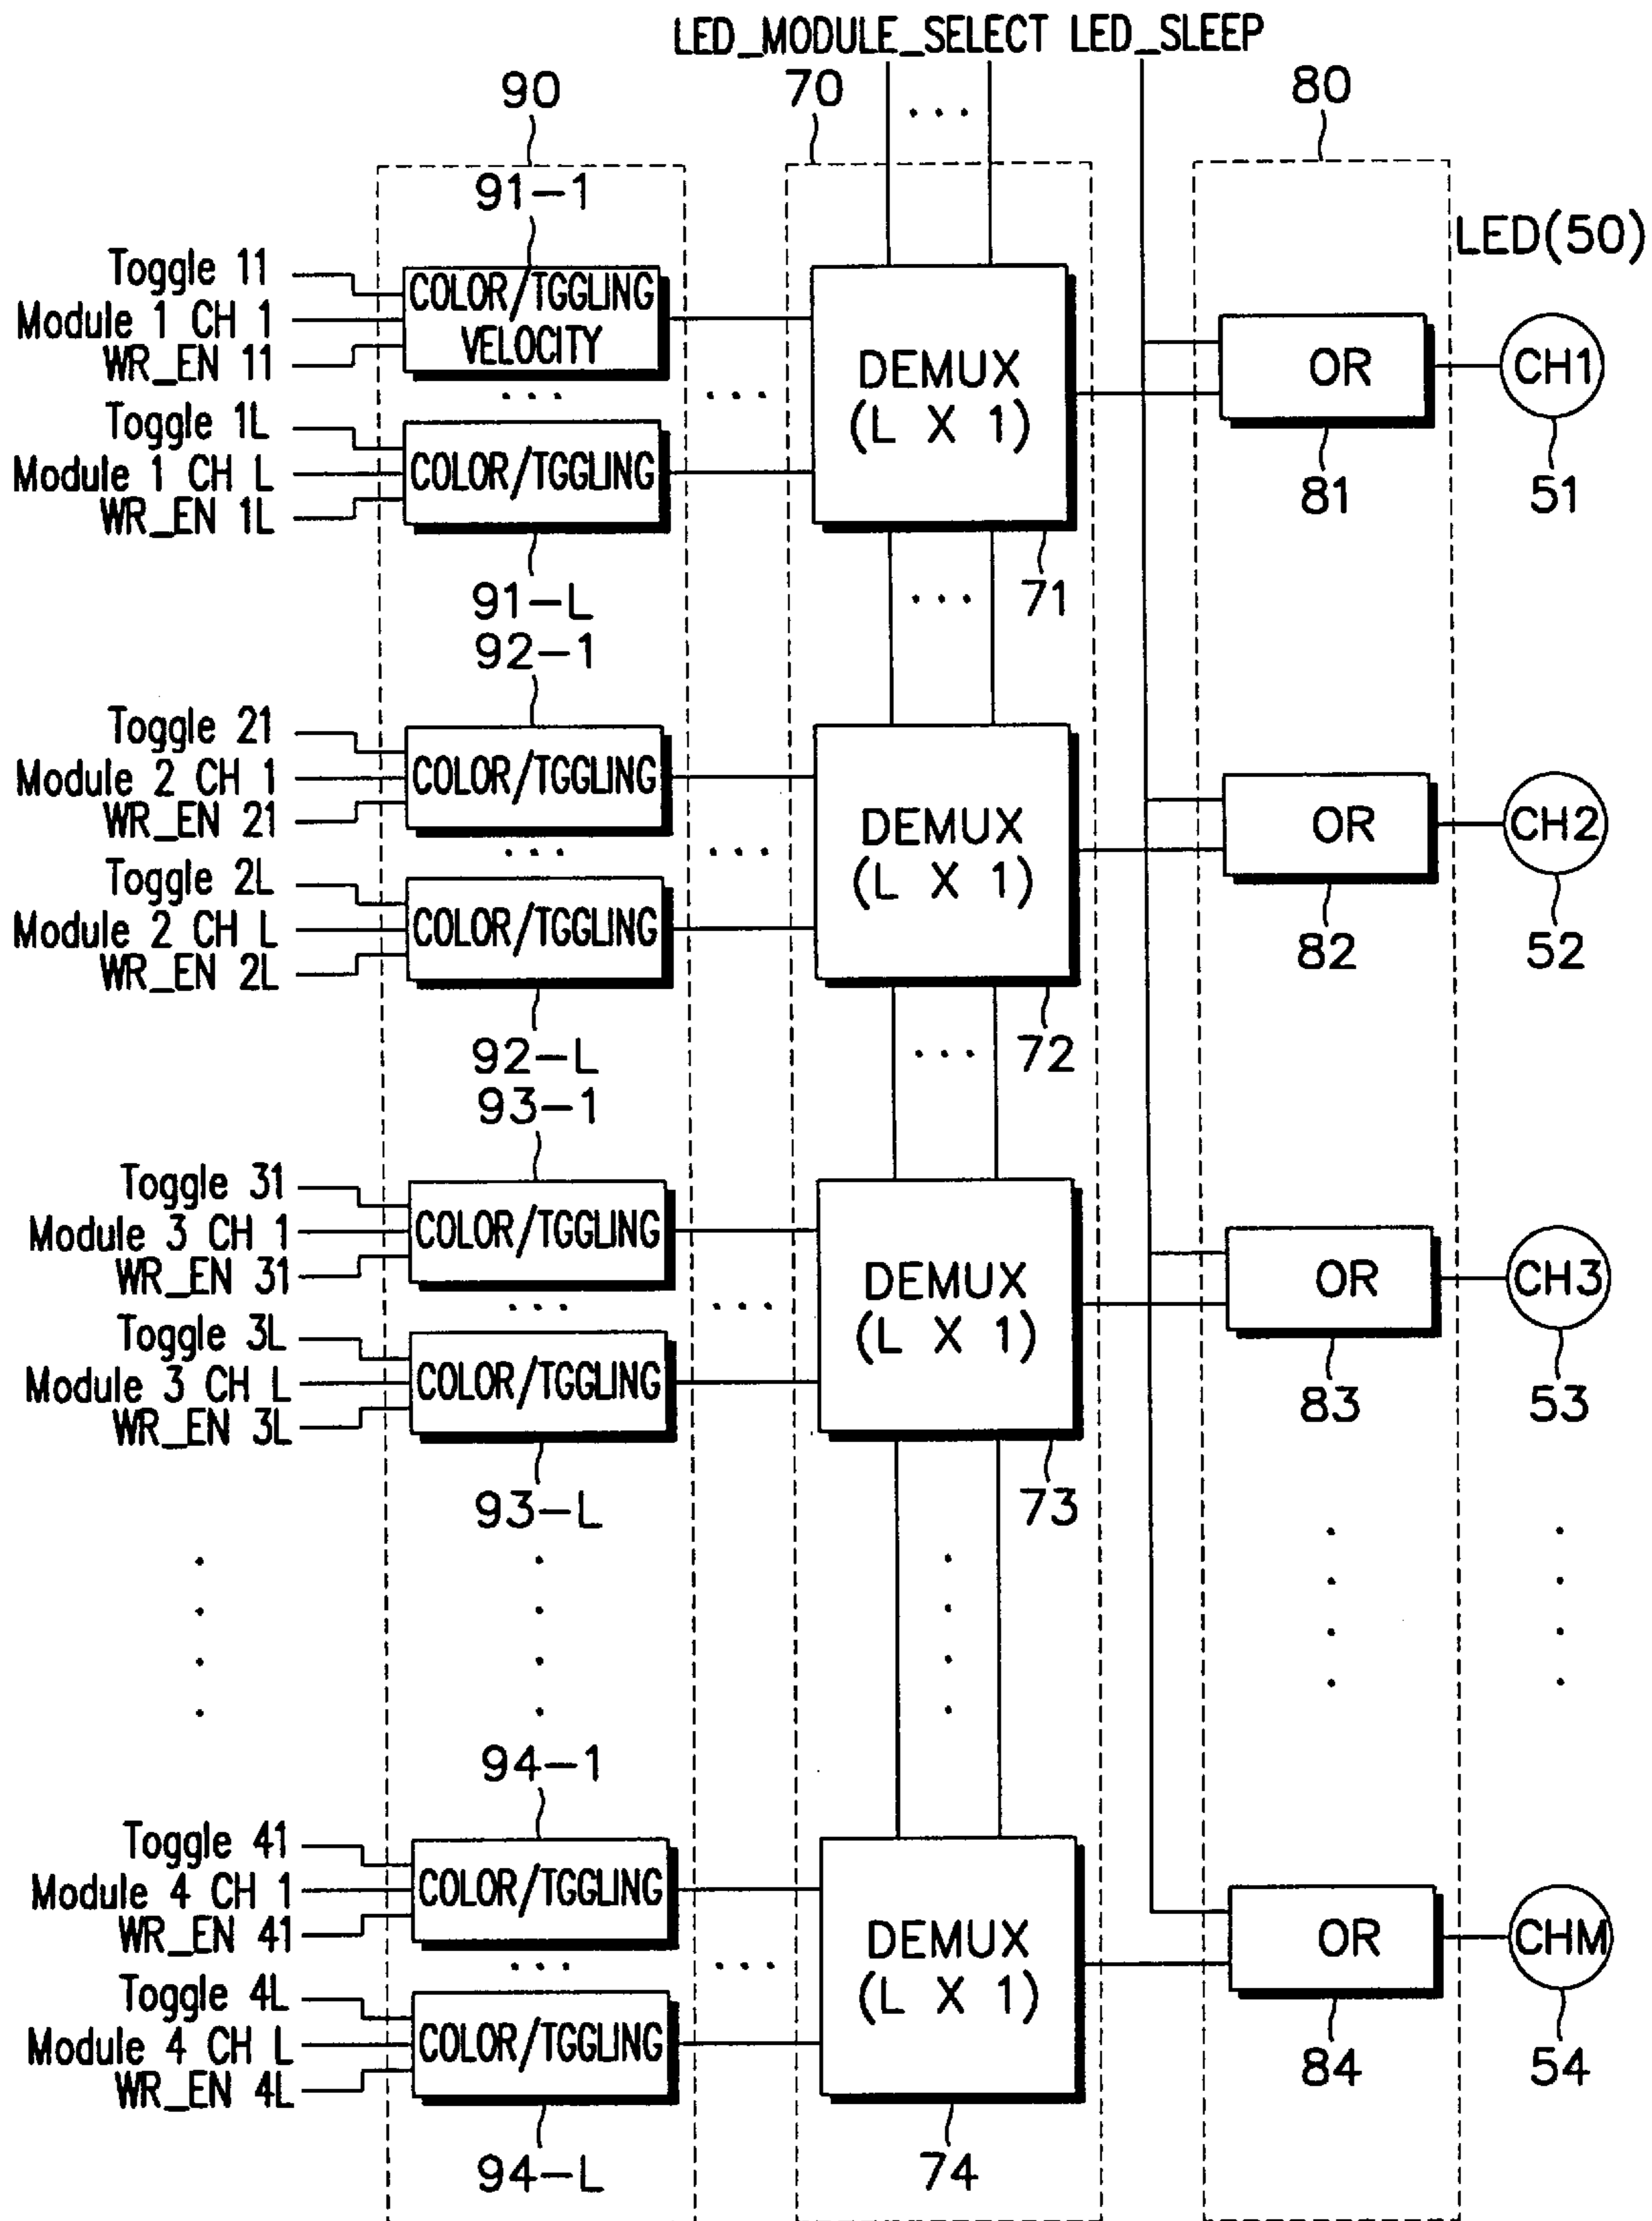 LED_MODULE_SELECT LED_SLEEP
90
70
80
91-1
LED(50)
Toggle 11
Module 1 CH 1
WR_EN 11
COLOR/TGGLING
VELOCITY
...
Toggle 1L
Module 1 CH L
WR_EN 1L
COLOR/TGGLING
91-L
DEMUX
(L X 1)
71
OR
81
CH1
51
92-1
Toggle 21
Module 2 CH 1
WR_EN 21
COLOR/TGGLING
...
Toggle 2L
Module 2 CH L
WR_EN 2L
COLOR/TGGLING
92-L
DEMUX
(L X 1)
72
OR
82
CH2
52
93-1
Toggle 31
Module 3 CH 1
WR_EN 31
COLOR/TGGLING
...
Toggle 3L
Module 3 CH L
WR_EN 3L
COLOR/TGGLING
93-L
DEMUX
(L X 1)
73
OR
83
CH3
53
94-1
Toggle 41
Module 4 CH 1
WR_EN 41
COLOR/TGGLING
...
Toggle 4L
Module 4 CH L
WR_EN 4L
COLOR/TGGLING
94-L
DEMUX
(L X 1)
74
OR
84
CHM
54